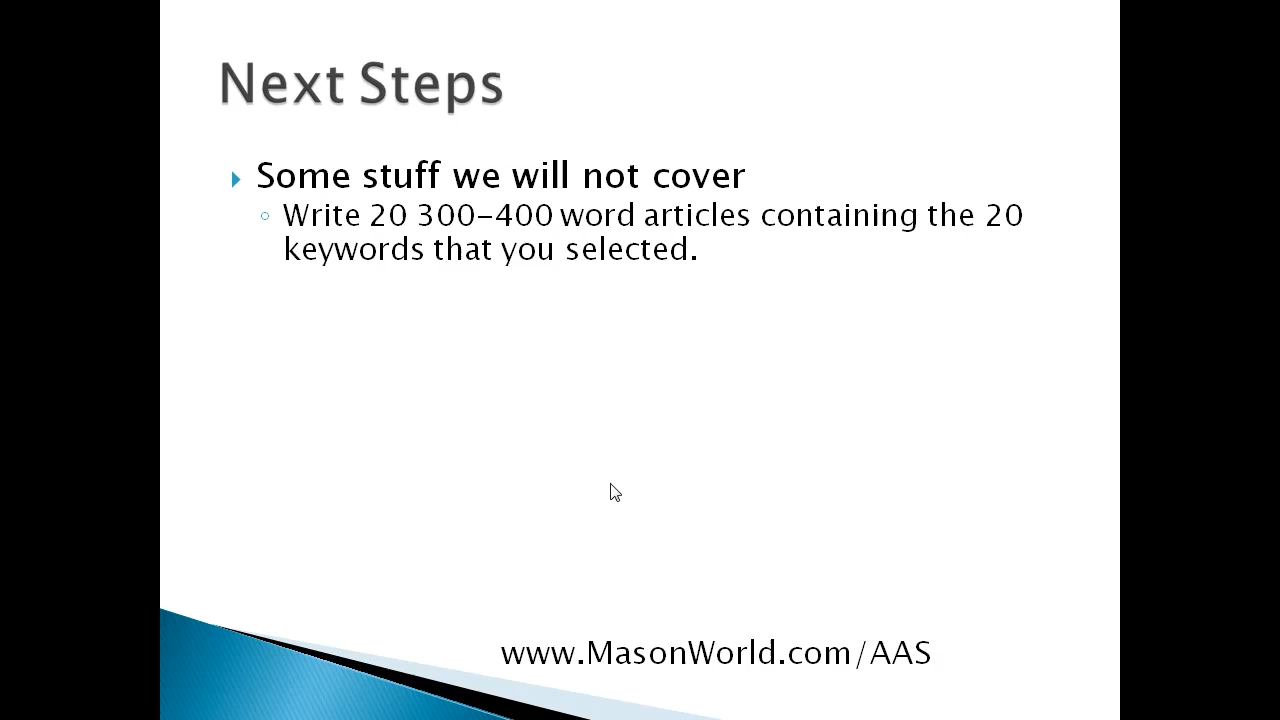 Next Steps
Some stuff we will not cover
Write 20 300-400 word articles containing the 20
keywords that you selected.
www.MasonWorld.com/AAS